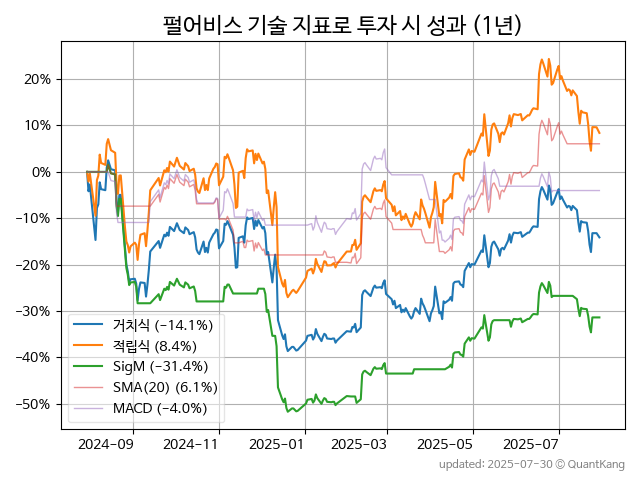 펄어비스 기술 지표로 투자 시 성과 (1년)
20%
10%
0%
−10%
−20%
−30%
−40%
−50%
거치식 (−14.1%)
적립식 (8.4%)
SigM (−31.4%)
SMA(20) (6.1%)
MACD (−4.0%)
2024-09 2024-11 2025-01 2025-03 2025-05 2025-07
updated: 2025-07-30 © QuantKang